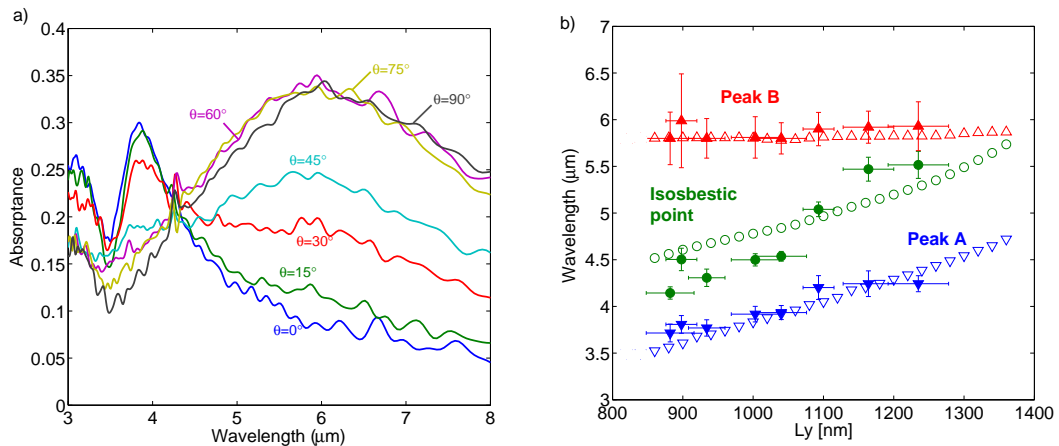 a)
0.4
0.35
0.3
0.25
0.2
0.15
0.1
0.05
0
Absorptance
3
4
5
6
7
8
Wavelength (μm)
θ=75°
θ=90°
θ=60°
θ=45°
θ=30°
θ=15°
θ=0°
b)
7
6.5
6
5.5
5
4.5
4
3.5
3
Wavelength (μm)
800
900
1000
1100
1200
1300
1400
Ly [nm]
Peak B
Isosbestic
point
Peak A